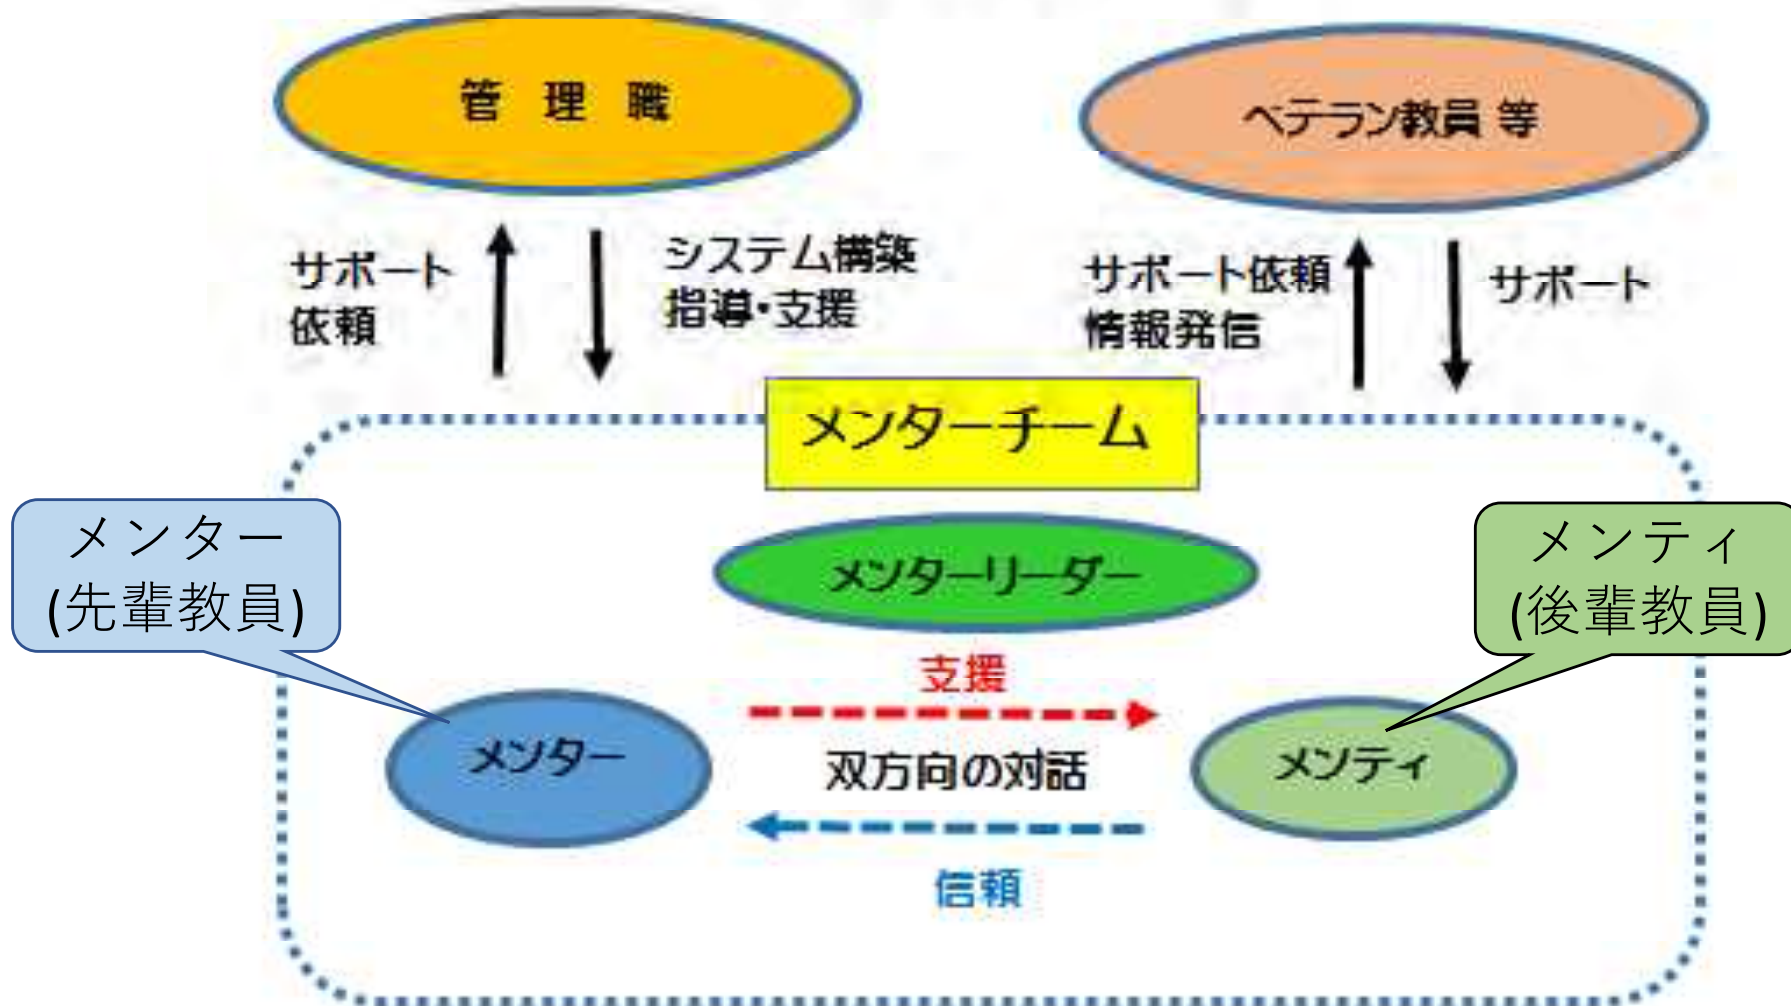 管 理 職
ベテラン教員 等
サポート
依頼
システム構築
指導・支援
サポート依頼
情報発信
サポート
メンターチーム
メンター
(先輩教員)
メンターリーダー
メンティ
(後輩教員)
支援
メンター
双方向の対話
メンティ
信頼